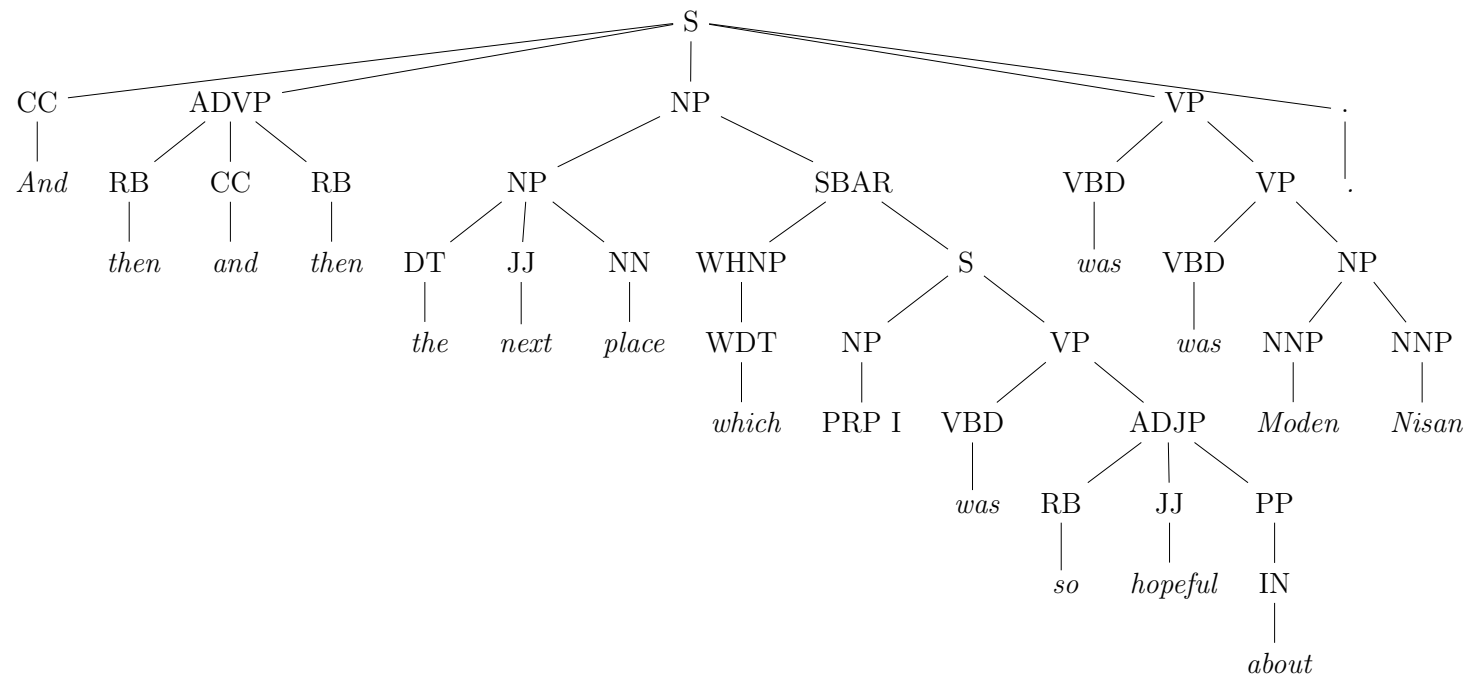 S
CC ADVP NP VP .
And RB CC RB NP SBAR VBD VP .
then and then DT JJ NN WHNP S was VBD NP
the next place WDT NP VP was NNP NNP
which PRP I VBD ADJP Moden Nisan
was RB JJ PP
so hopeful IN
about